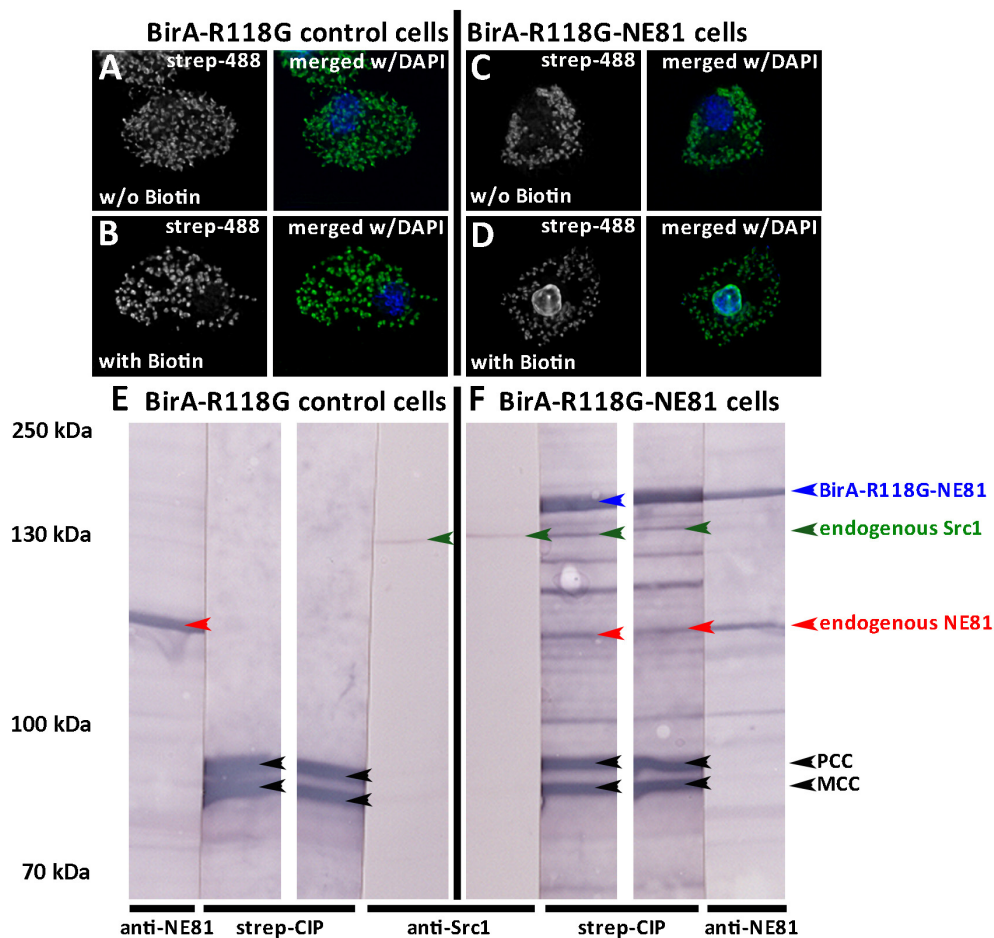 BirA-R118G control cells
BirA-R118G-NE81 cells
A
strep-488
merged w/DAPI
w/o Biotin
C
strep-488
merged w/DAPI
w/o Biotin
B
strep-488
merged w/DAPI
with Biotin
D
strep-488
merged w/DAPI
with Biotin
E BirA-R118G control cells
F BirA-R118G-NE81 cells
250 kDa
130 kDa
100 kDa
70 kDa
BirA-R118G-NE81
endogenous Src1
endogenous NE81
PCC
MCC
anti-NE81
strep-CIP
anti-Src1
strep-CIP
anti-NE81